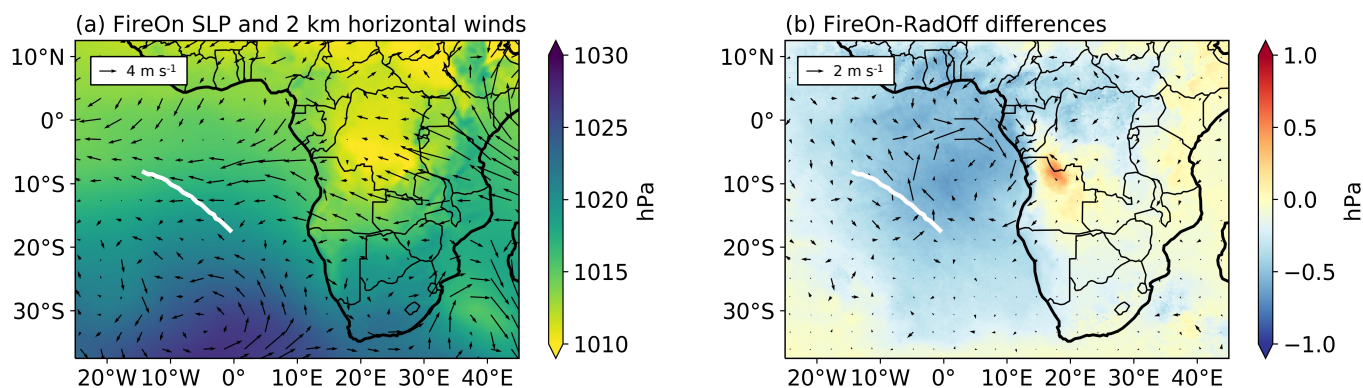 (a) FireOn SLP and 2 km horizontal winds
10°N
0°
10°S
20°S
30°S
4 m s-1
20°W 10°W 0° 10°E 20°E 30°E 40°E
1030
1025
1020
1015
1010
hPa
(b) FireOn-RadOff differences
10°N
0°
10°S
20°S
30°S
2 m s-1
20°W 10°W 0° 10°E 20°E 30°E 40°E
1.0
0.5
0.0
−0.5
−1.0
hPa